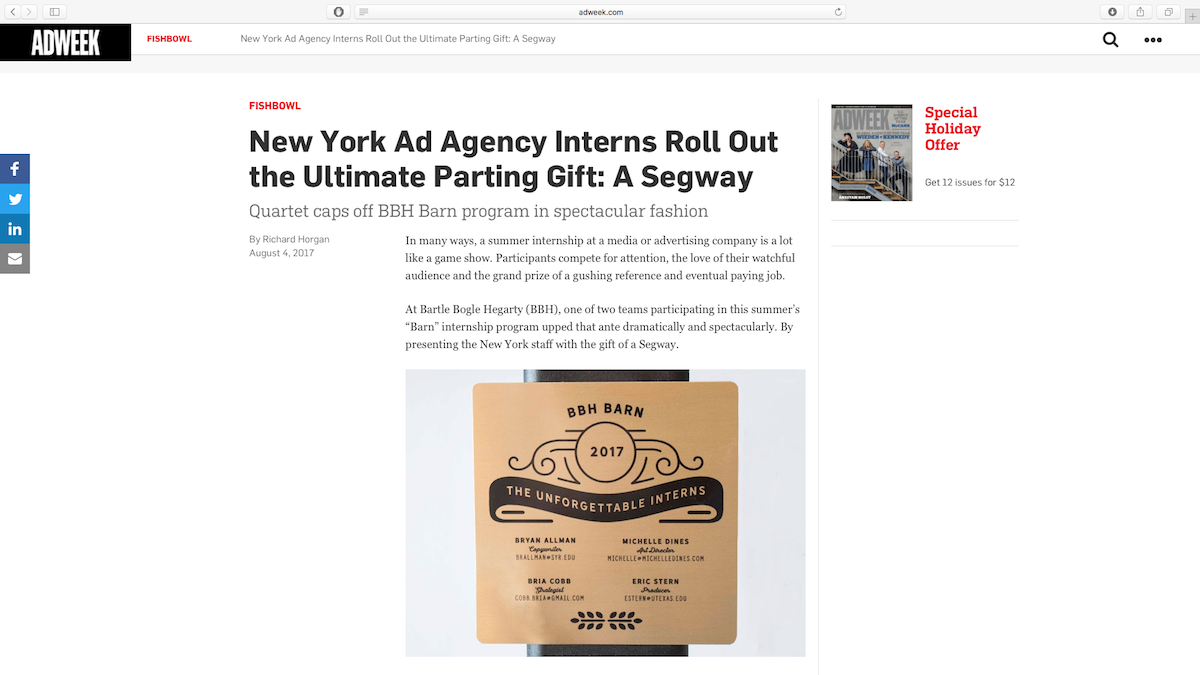 adweek.com
ADWEEK
FISHBOWL
New York Ad Agency Interns Roll Out the Ultimate Parting Gift: A Segway
FISHBOWL
New York Ad Agency Interns Roll Out
the Ultimate Parting Gift: A Segway
Quartet caps off BBH Barn program in spectacular fashion
By Richard Horgan
August 4, 2017
In many ways, a summer internship at a media or advertising company is a lot
like a game show. Participants compete for attention, the love of their watchful
audience and the grand prize of a gushing reference and eventual paying job.
At Bartle Bogle Hegarty (BBH), one of two teams participating in this summer’s
“Barn” internship program upped that ante dramatically and spectacularly. By
presenting the New York staff with the gift of a Segway.
BBH BARN
2017
THE UNFORGETTABLE INTERNS
BRYAN ALLMAN
Copywriter
BRALLMAN@SYR.EDU
MICHELLE DINES
Art Director
MICHELLE@MICHELLEDINES.COM
BRIA COBB
Strategist
COBB.BRIA@GMAIL.COM
ERIC STERN
Producer
ESTERN@UTEXAS.EDU
ADWEEK
WIEDEN+KENNEDY
Special
Holiday
Offer
Get 12 issues for $12